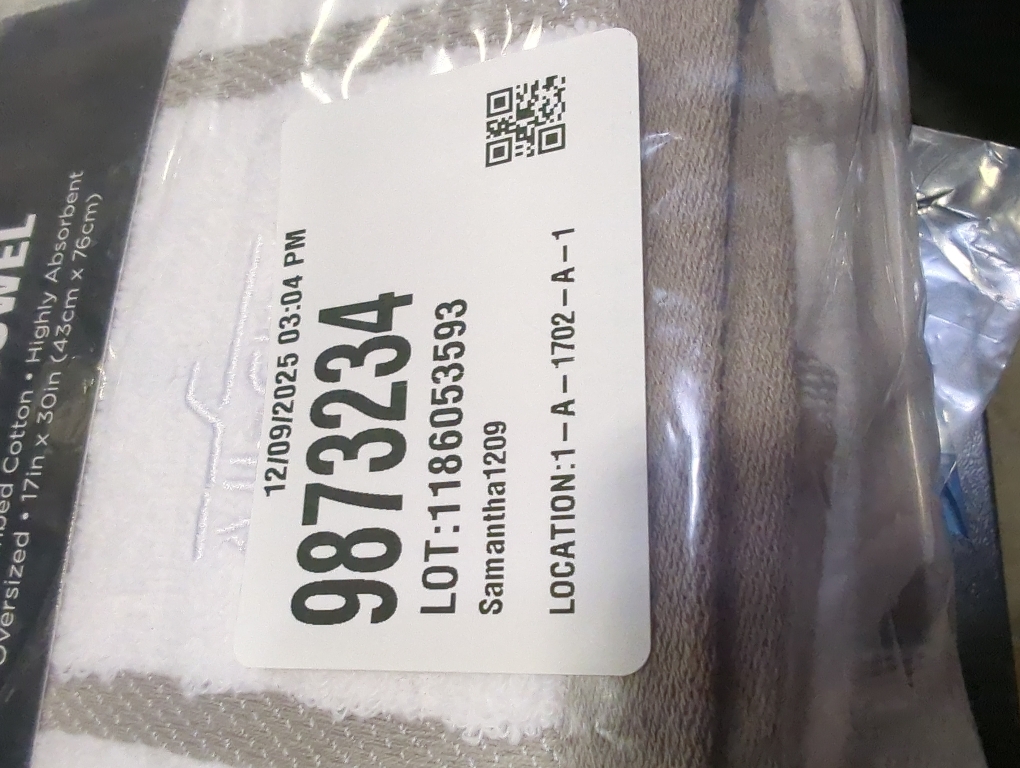 WEL
Cotton • Highly Absorbent
Oversized • 17in x 30in (43cm x 76cm)
12/09/2025 03:04 PM
9873234
LOT:1186053593
Samantha1209
LOCATION:1-A-1702-A-1